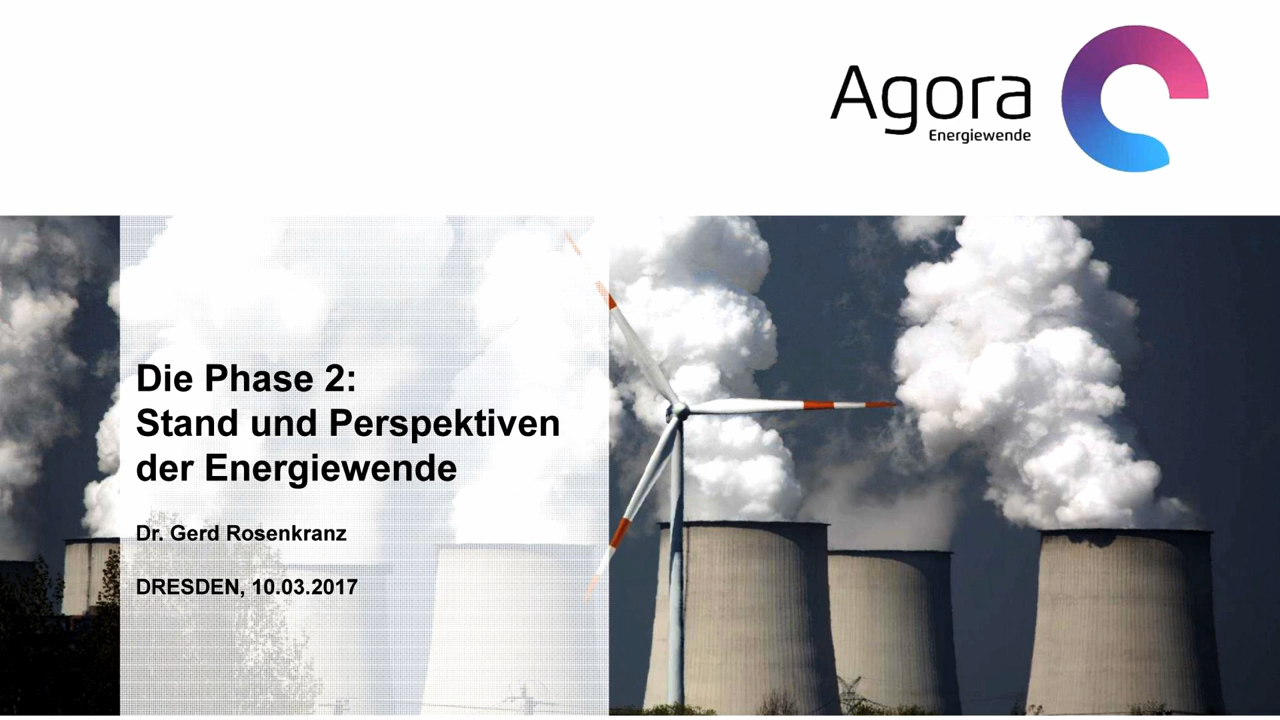 Agora
Energiewende
Die Phase 2:
Stand und Perspektiven
der Energiewende
Dr. Gerd Rosenkranz
DRESDEN, 10.03.2017